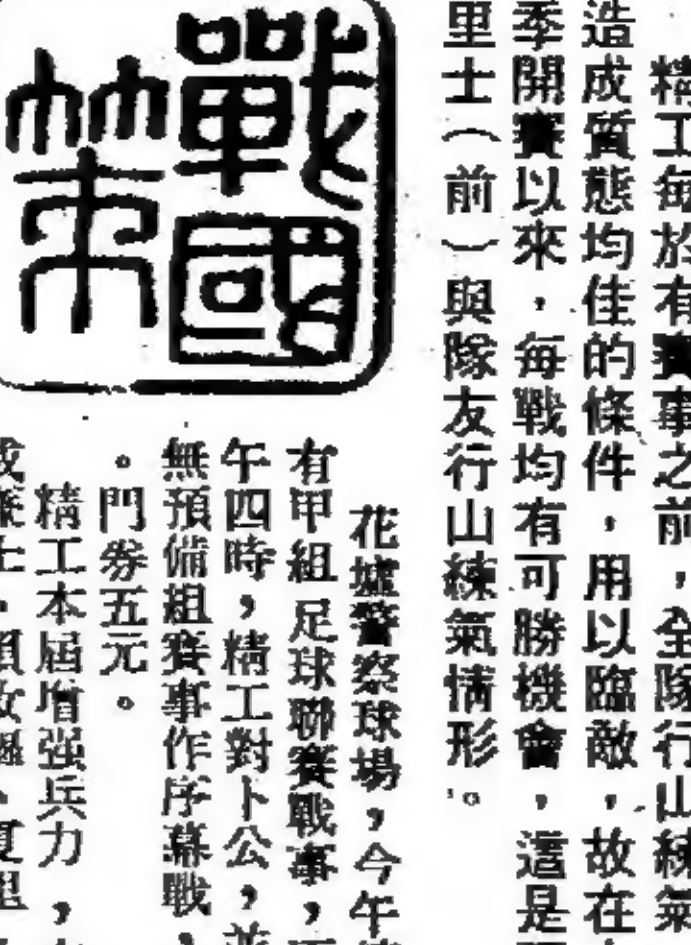 精工每於有賽事之前，全隊行山練氣
造成質態均佳的條件，用以臨敵，故在
季開賽以來，每戰均有可勝機會，這是
里士（前）與隊友行山練氣情形。
戰國策
花墟警察球場，今午
有甲組足球聯賽戰事，
午四時，精工對卜公，並
無預備組賽事作序幕戰，
。門券五元。
精工本屆增强兵力，